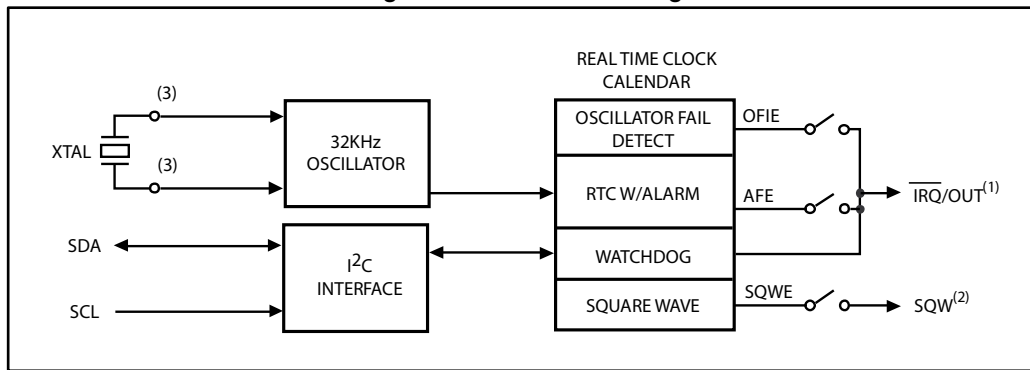 REAL TIME CLOCK
CALENDAR
(3)
XTAL
(3)
32KHz
OSCILLATOR
OSCILLATOR FAIL
DETECT
OFIE
RTC W/ALARM
AFE
IRQ/OUT(1)
SDA
SCL
I2C
INTERFACE
WATCHDOG
SQUARE WAVE
SQWE
SQW(2)